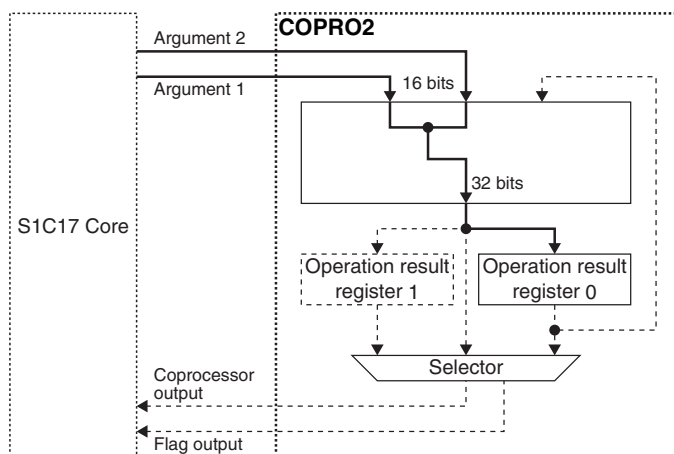 COPRO2
Argument 2
Argument 1
16 bits
32 bits
S1C17 Core
Operation result
register 1
Operation result
register 0
Selector
Coprocessor
output
Flag output